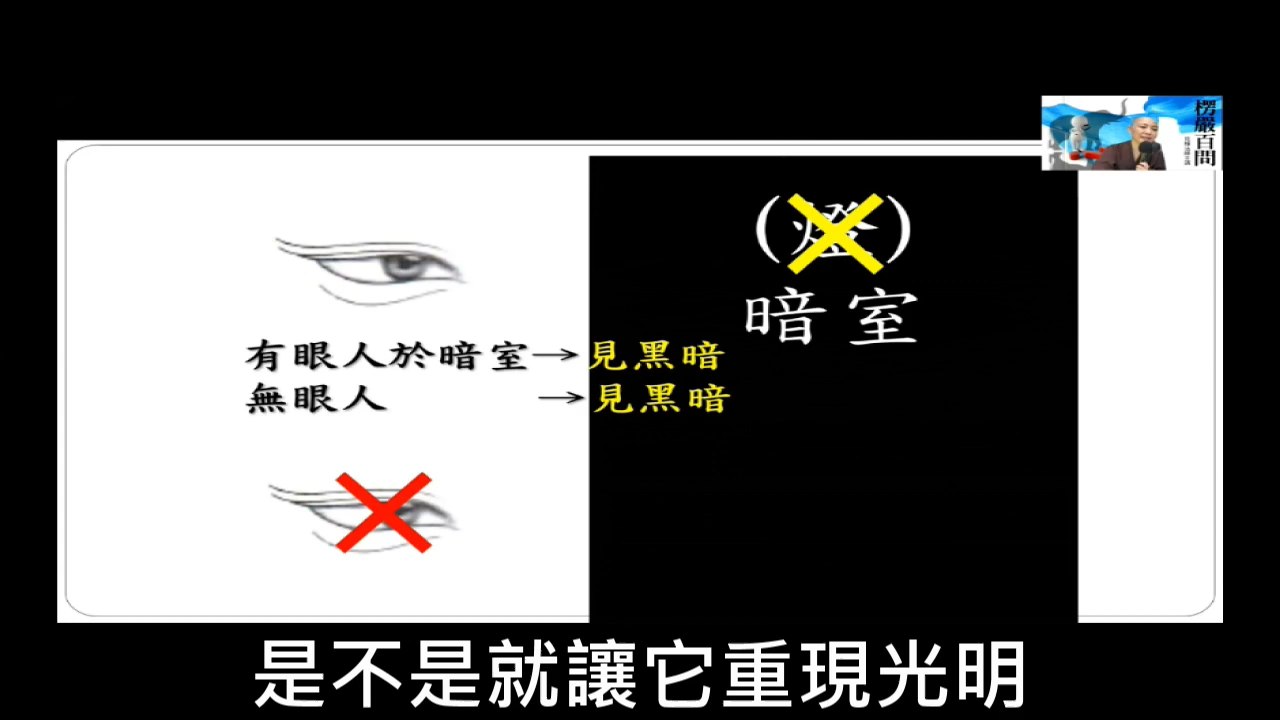 楞嚴百問
(燈)
暗室
有眼人於暗室→見黑暗
無眼人→見黑暗
是不是就讓它重現光明